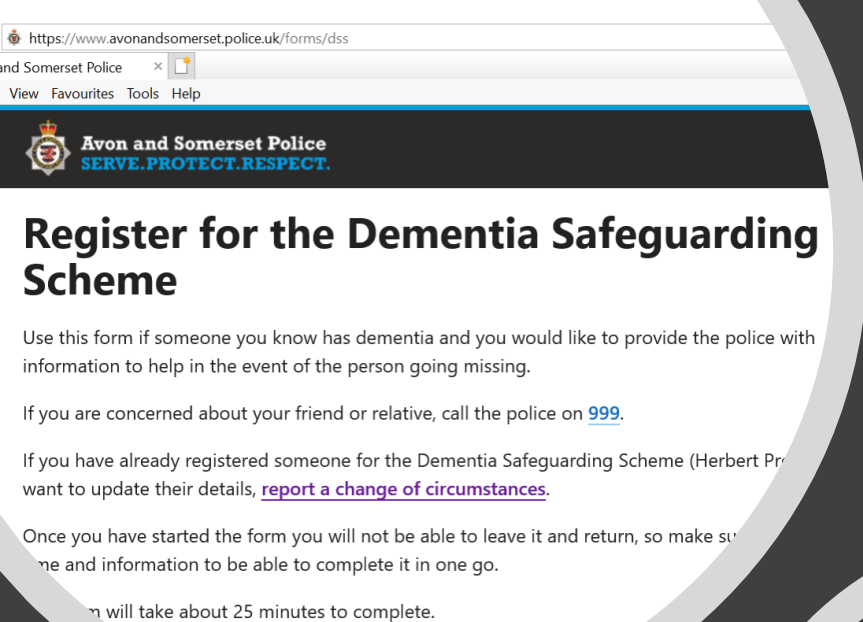 https://www.avonandsomerset.police.uk/forms/dss
and Somerset Police
View Favourites Tools Help
Avon and Somerset Police
SERVE.PROTECT.RESPECT.
Register for the Dementia Safeguarding
Scheme
Use this form if someone you know has dementia and you would like to provide the police with
information to help in the event of the person going missing.
If you are concerned about your friend or relative, call the police on 999.
If you have already registered someone for the Dementia Safeguarding Scheme (Herbert
want to update their details, report a change of circumstances.
Once you have started the form you will not be able to leave it and return, so make
and information to be able to complete it in one go.
will take about 25 minutes to complete.